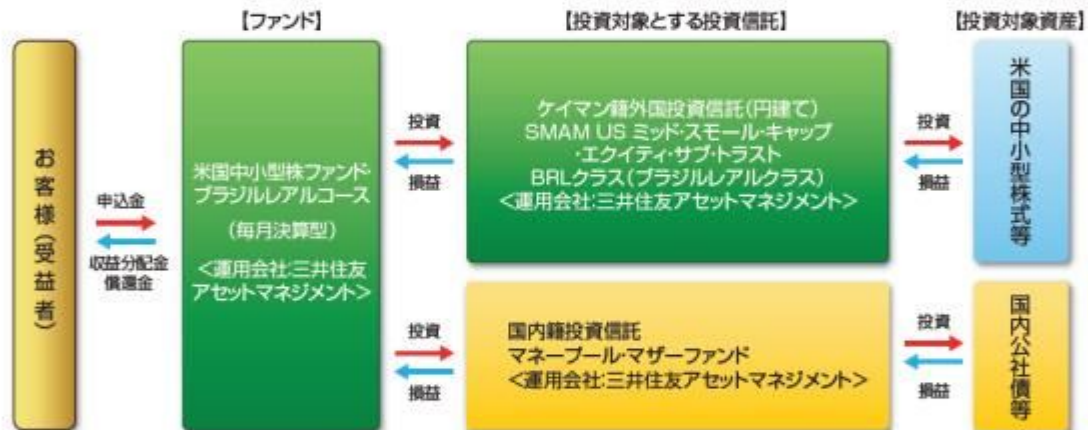 【ファンド】
【投資対象とする投資信託】
【投資対象資産】
お客様(受益者)
申込金
収益分配金
償還金
米国中小型株ファンド・
ブラジルレアルコース
(毎月決算型)
<運用会社:三井住友
アセットマネジメント>
投資
損益
ケイマン籍外国投資信託(円建て)
SMAM US ミッド・スモール・キャップ
・エクイティ・サブ・トラスト
BRLクラス(ブラジルレアルクラス)
<運用会社:三井住友アセットマネジメント>
投資
損益
米国の中小型株式等
投資
損益
国内籍投資信託
マネープール・マザーファンド
<運用会社:三井住友アセットマネジメント>
投資
損益
国内公社債等